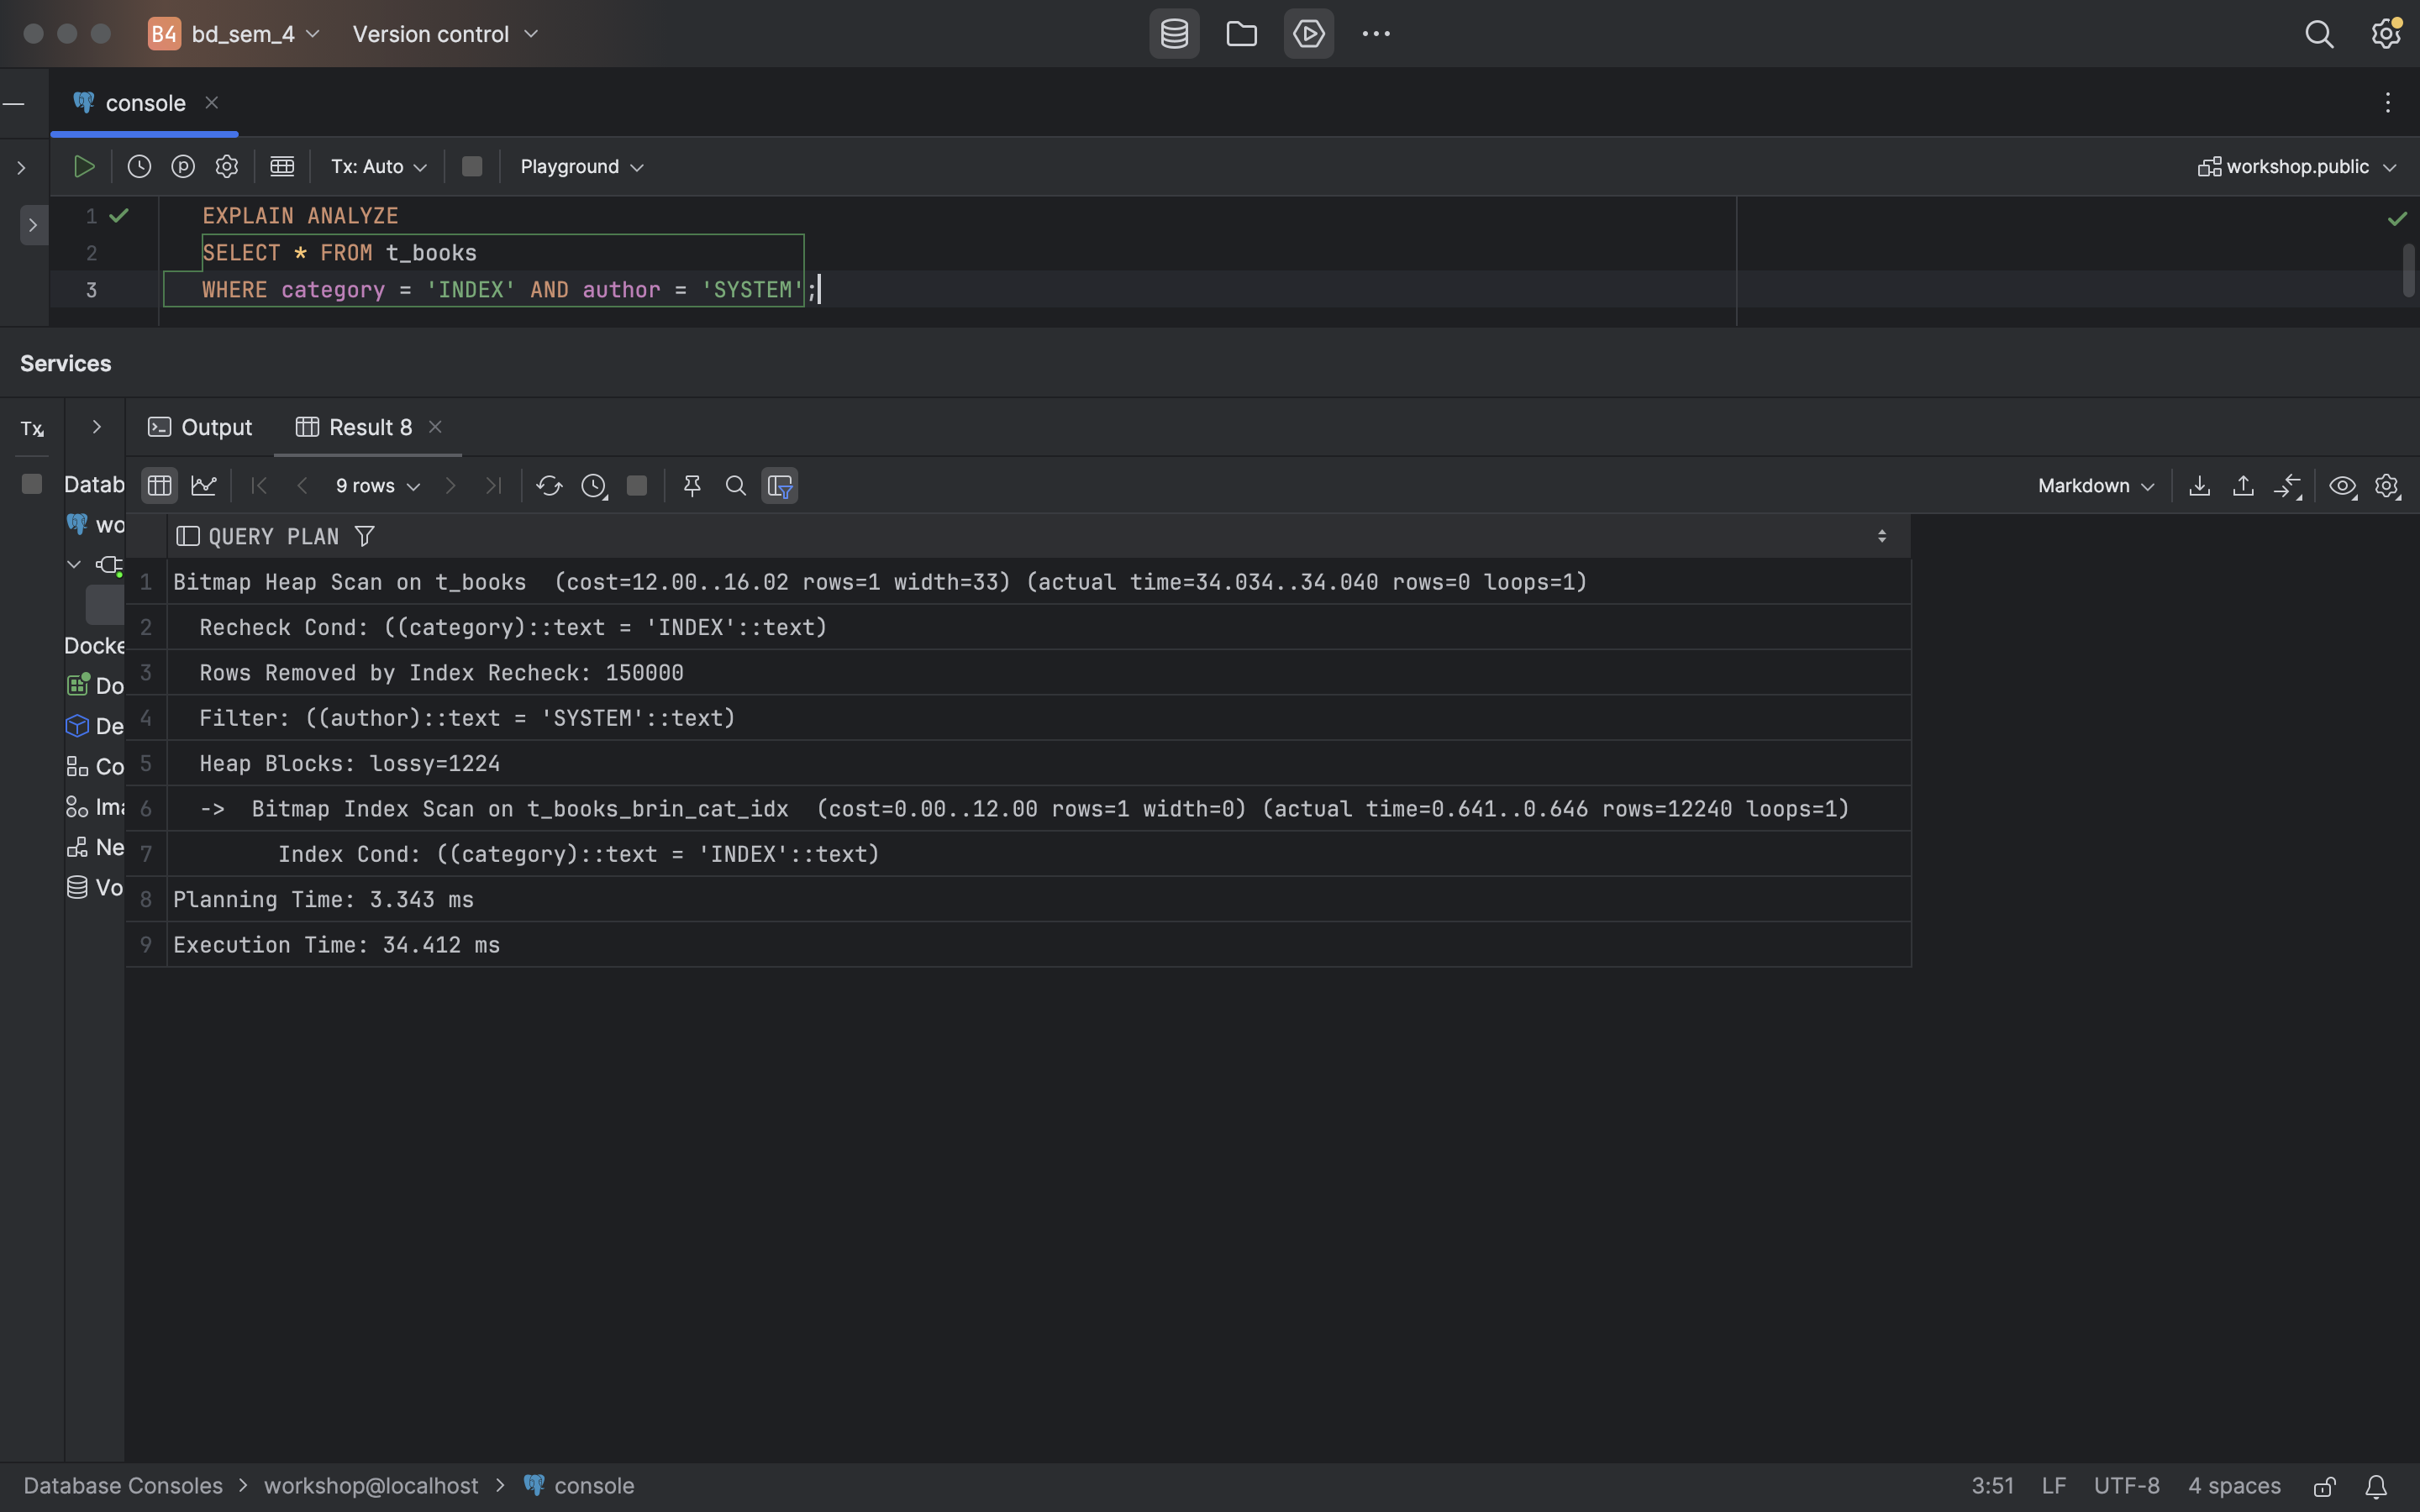 B4 bd_sem_4 Version control
console
Tx: Auto Playground workshop.public
1 EXPLAIN ANALYZE
2 SELECT * FROM t_books
3 WHERE category = 'INDEX' AND author = 'SYSTEM';
Services
Tx Output Result 8
Datab 9 rows Markdown
wo
QUERY PLAN
1 Bitmap Heap Scan on t_books  (cost=12.00..16.02 rows=1 width=33) (actual time=34.034..34.040 rows=0 loops=1)
2 Recheck Cond: ((category)::text = 'INDEX'::text)
Docke
3 Rows Removed by Index Recheck: 150000
Do
4 Filter: ((author)::text = 'SYSTEM'::text)
De
5 Heap Blocks: lossy=1224
Co
6 ->  Bitmap Index Scan on t_books_brin_cat_idx  (cost=0.00..12.00 rows=1 width=0) (actual time=0.641..0.646 rows=12240 loops=1)
Ima
7 Index Cond: ((category)::text = 'INDEX'::text)
Ne
8 Planning Time: 3.343 ms
Vo
9 Execution Time: 34.412 ms
Database Consoles > workshop@localhost > console 3:51 LF UTF-8 4 spaces